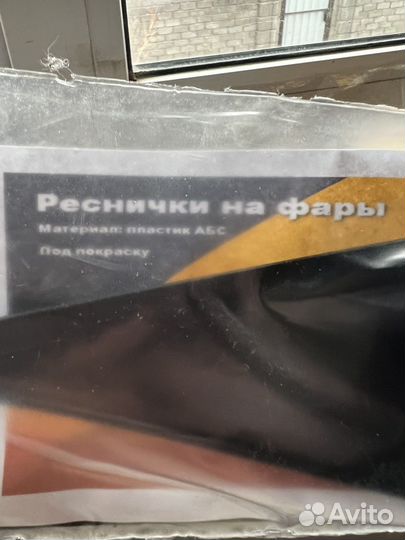 Реснички на фары
Материал: пластик АБС
Под покраску
Avito